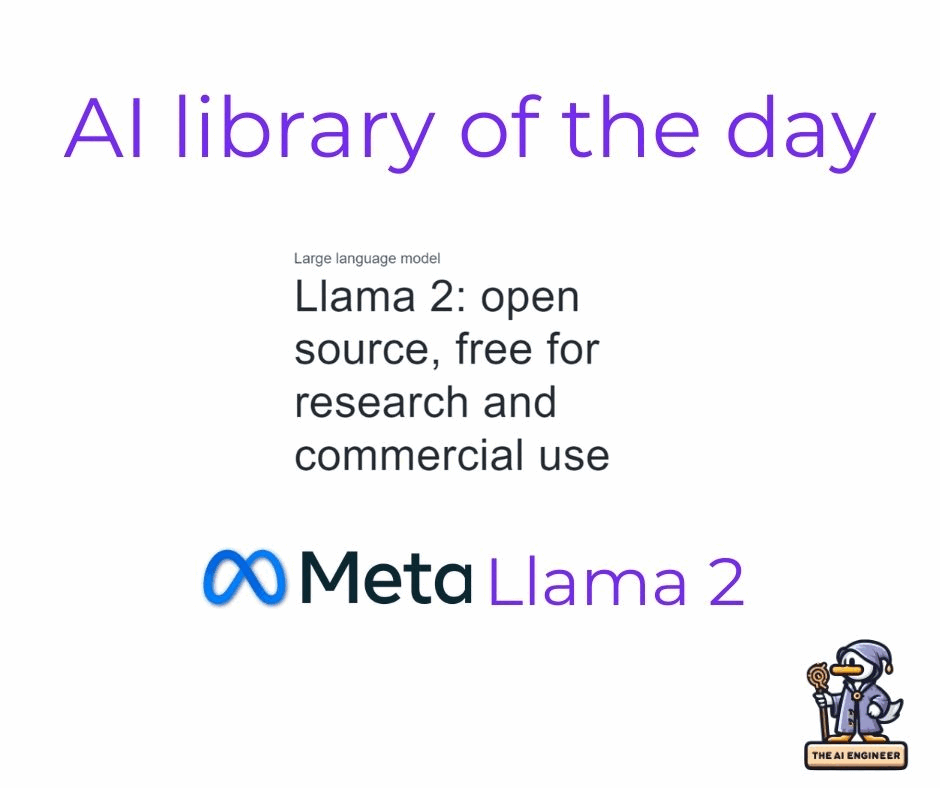 AI library of the day
Large language model
Llama 2: open
source, free for
research and
commercial use
Meta Llama 2
THE AI ENGINEER